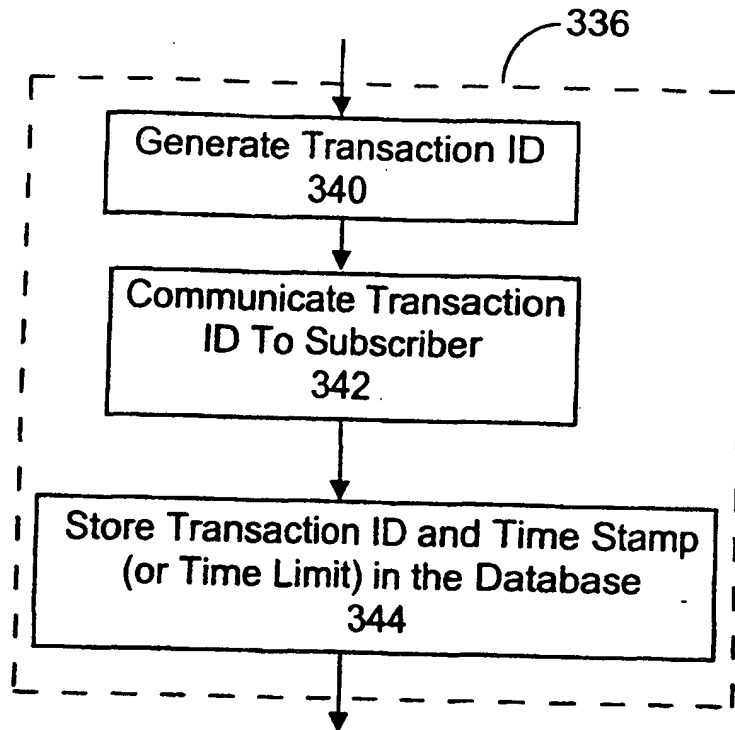 336
Generate Transaction ID
340
Communicate Transaction
ID To Subscriber
342
Store Transaction ID and Time Stamp
(or Time Limit) in the Database
344